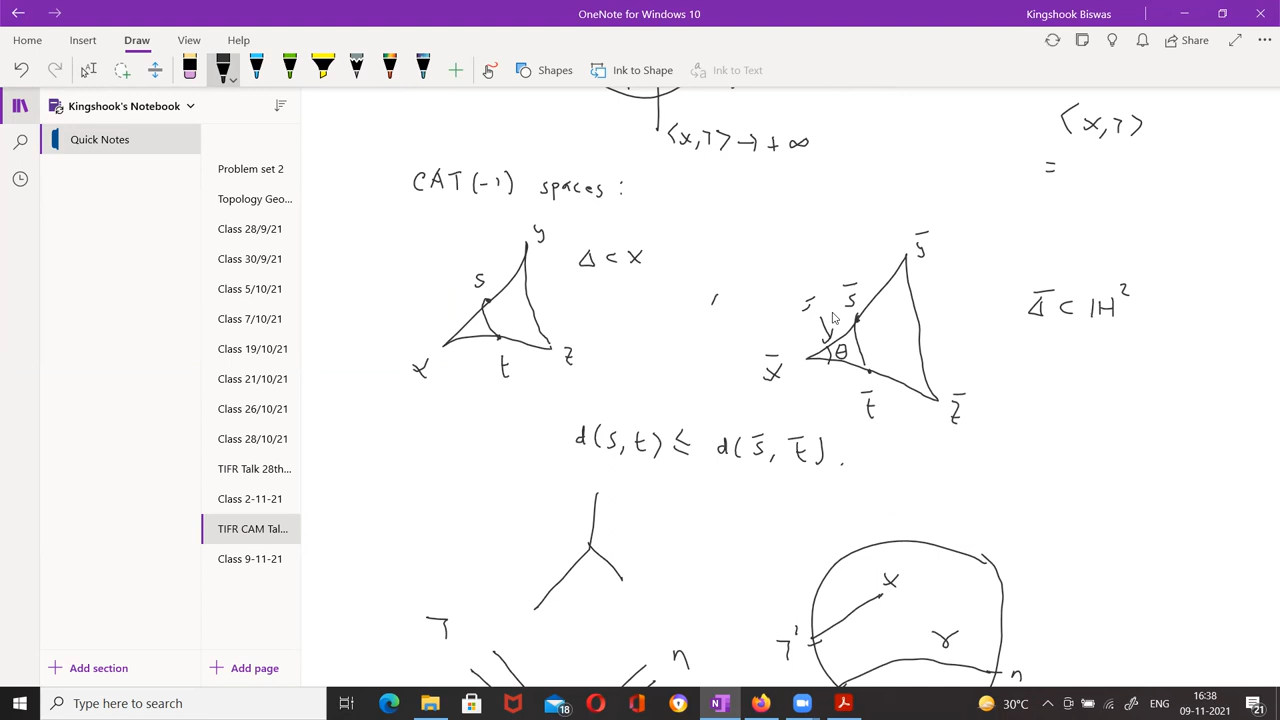 OneNote for Windows 10
Kingshook Biswas
Home Insert Draw View Help
Share
Shapes
Ink to Shape
Ink to Text
Kingshook's Notebook
Quick Notes
Problem set 2
Topology Geo...
Class 28/9/21
Class 30/9/21
Class 5/10/21
Class 7/10/21
Class 19/10/21
Class 21/10/21
Class 26/10/21
Class 28/10/21
TIFR Talk 28th...
Class 2-11-21
TIFR CAM Tal...
Class 9-11-21
Add section
Add page
⟨x, ⟩ → + ∞
⟨x, ⟩
=
CAT(-1) spaces :
y
Δ ⊂ X
s
x
t
z
,
ȳ
s̄
θ
x̄
t̄
z̄
Δ̄ ⊂ ℍ²
d(s,t) ≤ d(s̄, t̄).
x
γ
η
η
Type here to search
18
30°C
ENG
16:38
09-11-2021
1